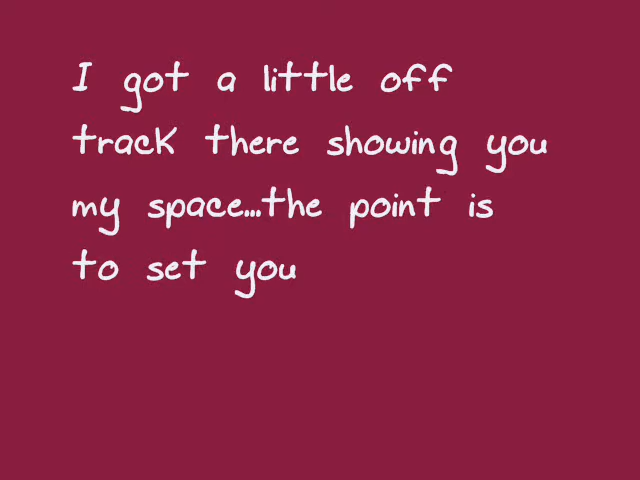 I got a little off
track there showing you
my space...the point is
to set you